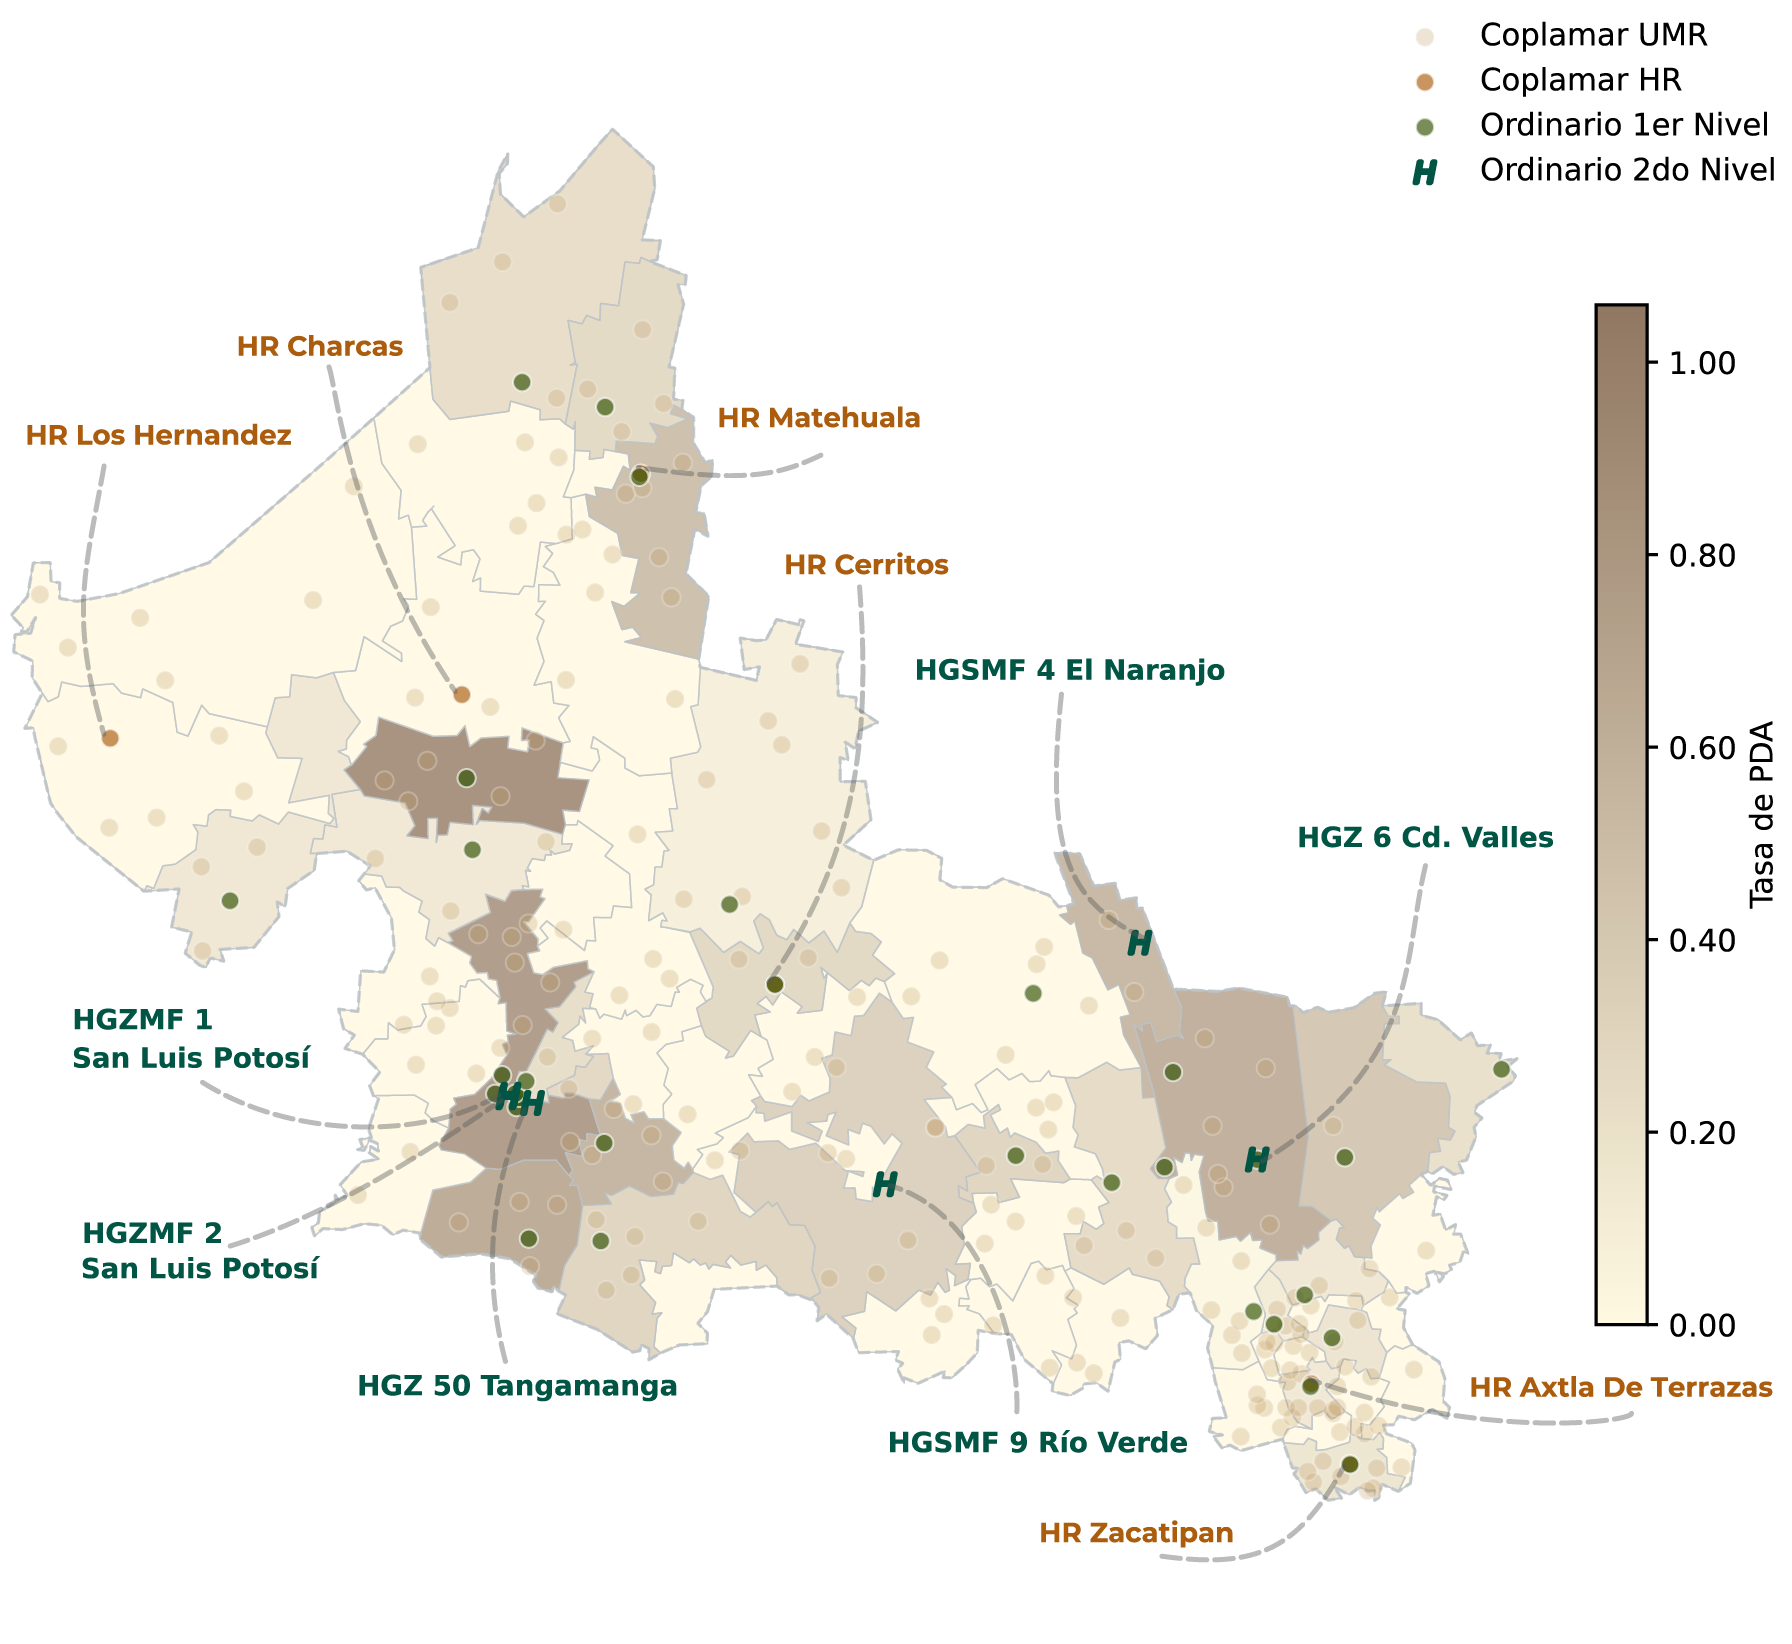 Coplamar UMR
Coplamar HR
Ordinario 1er Nivel
H Ordinario 2do Nivel
HR Charcas
HR Los Hernandez
HR Matehuala
HR Cerritos
HGSMF 4 El Naranjo
HGZ 6 Cd. Valles
1.00
0.80
0.60
0.40
0.20
0.00
Tasa de PDA
H
H
H
H
H
HGZMF 1
San Luis Potosí
HGZMF 2
San Luis Potosí
HGZ 50 Tangamanga
HGSMF 9 Río Verde
HR Axtla De Terrazas
HR Zacatipan